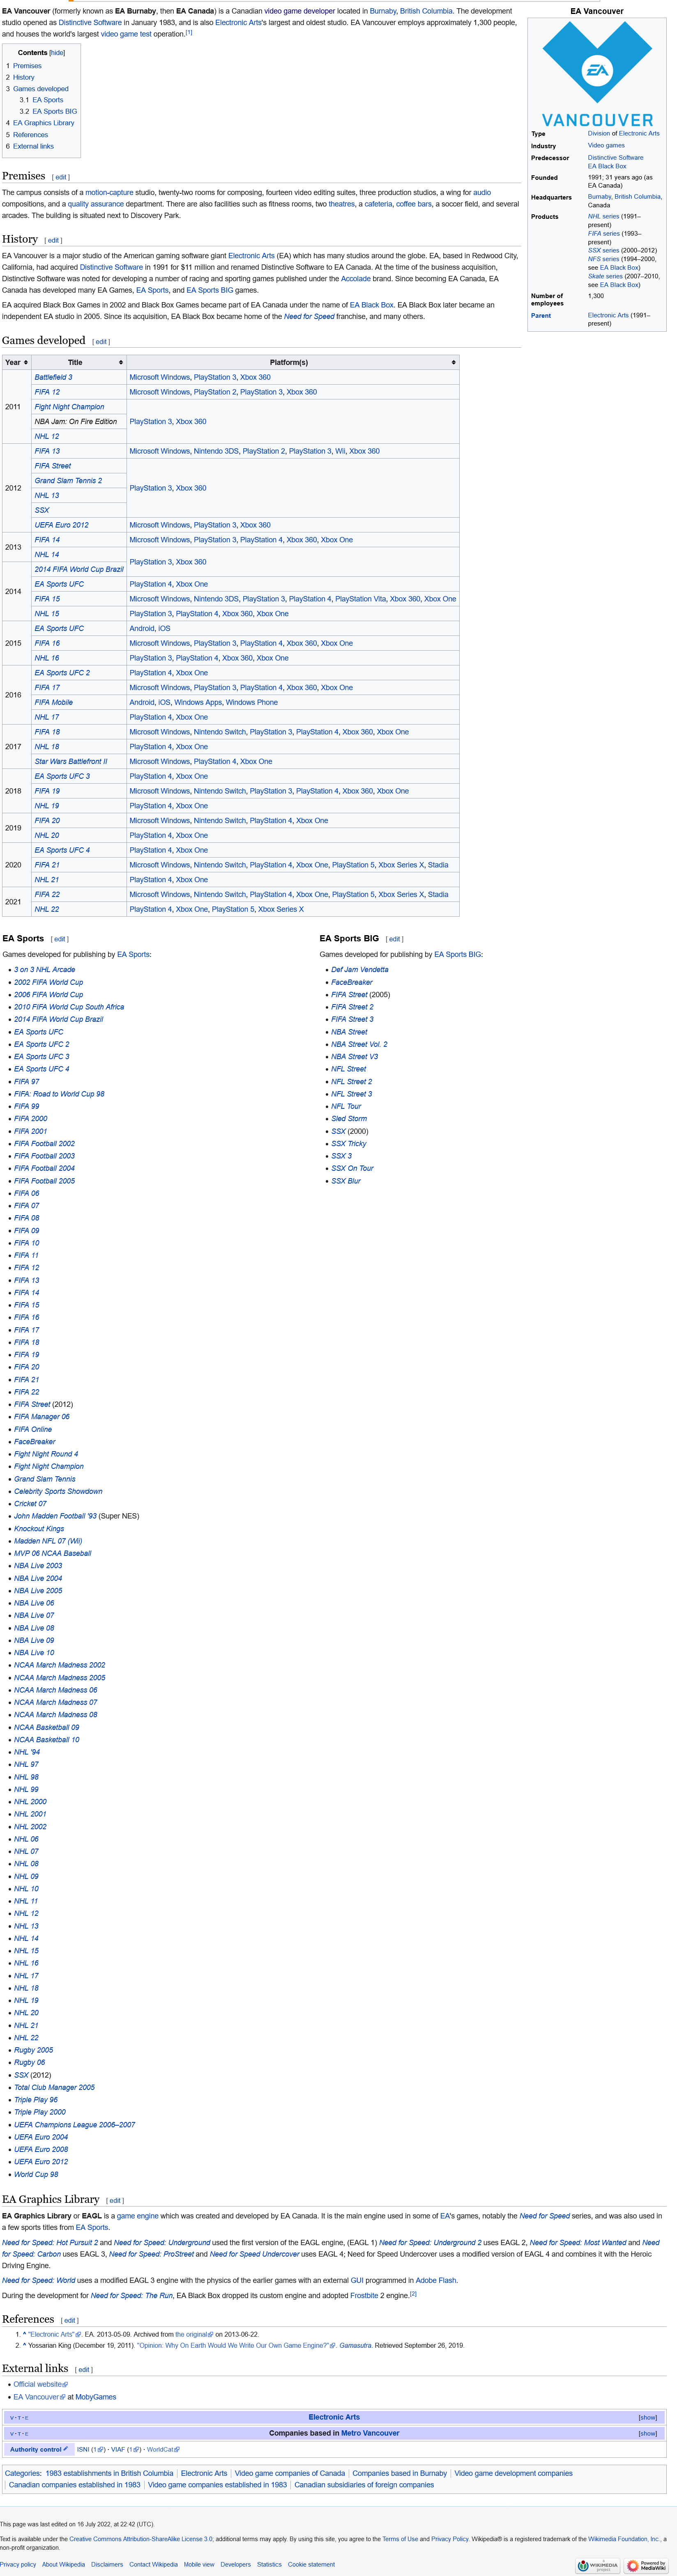 EA Vancouver (formerly known as EA Burnaby, then EA Canada) is a Canadian video game developer located in Burnaby, British Columbia. The development
studio opened as Distinctive Software in January 1983, and is also Electronic Arts's largest and oldest studio. EA Vancouver employs approximately 1,300 people,
and houses the world's largest video game test operation.[1]
Contents [hide]
1 Premises
2 History
3 Games developed
3.1 EA Sports
3.2 EA Sports BIG
4 EA Graphics Library
5 References
6 External links
EA Vancouver
EA
VANCOUVER
Type Division of Electronic Arts
Industry Video games
Predecessor Distinctive Software
EA Black Box
Founded 1991; 31 years ago (as
EA Canada)
Headquarters Burnaby, British Columbia,
Canada
Products NHL series (1991–
present)
FIFA series (1993–
present)
SSX series (2000–2012)
NFS series (1994–2000,
see EA Black Box)
Skate series (2007–2010,
see EA Black Box)
Number of
employees 1,300
Parent Electronic Arts (1991–
present)
Premises [ edit ]
The campus consists of a motion-capture studio, twenty-two rooms for composing, fourteen video editing suites, three production studios, a wing for audio
compositions, and a quality assurance department. There are also facilities such as fitness rooms, two theatres, a cafeteria, coffee bars, a soccer field, and several
arcades. The building is situated next to Discovery Park.
History [ edit ]
EA Vancouver is a major studio of the American gaming software giant Electronic Arts (EA) which has many studios around the globe. EA, based in Redwood City,
California, had acquired Distinctive Software in 1991 for $11 million and renamed Distinctive Software to EA Canada. At the time of the business acquisition,
Distinctive Software was noted for developing a number of racing and sporting games published under the Accolade brand. Since becoming EA Canada, EA
Canada has developed many EA Games, EA Sports, and EA Sports BIG games.
EA acquired Black Box Games in 2002 and Black Box Games became part of EA Canada under the name of EA Black Box. EA Black Box later became an
independent EA studio in 2005. Since its acquisition, EA Black Box became home of the Need for Speed franchise, and many others.
Games developed [ edit ]
Year Title Platform(s)
2011 Battlefield 3 Microsoft Windows, PlayStation 3, Xbox 360
FIFA 12 Microsoft Windows, PlayStation 2, PlayStation 3, Xbox 360
Fight Night Champion
NBA Jam: On Fire Edition PlayStation 3, Xbox 360
NHL 12
2012 FIFA 13 Microsoft Windows, Nintendo 3DS, PlayStation 2, PlayStation 3, Wii, Xbox 360
FIFA Street
Grand Slam Tennis 2 PlayStation 3, Xbox 360
NHL 13
SSX
UEFA Euro 2012 Microsoft Windows, PlayStation 3, Xbox 360
2013 FIFA 14 Microsoft Windows, PlayStation 3, PlayStation 4, Xbox 360, Xbox One
NHL 14 PlayStation 3, Xbox 360
2014 2014 FIFA World Cup Brazil
EA Sports UFC PlayStation 4, Xbox One
FIFA 15 Microsoft Windows, Nintendo 3DS, PlayStation 3, PlayStation 4, PlayStation Vita, Xbox 360, Xbox One
NHL 15 PlayStation 3, PlayStation 4, Xbox 360, Xbox One
2015 EA Sports UFC Android, iOS
FIFA 16 Microsoft Windows, PlayStation 3, PlayStation 4, Xbox 360, Xbox One
NHL 16 PlayStation 3, PlayStation 4, Xbox 360, Xbox One
2016 EA Sports UFC 2 PlayStation 4, Xbox One
FIFA 17 Microsoft Windows, PlayStation 3, PlayStation 4, Xbox 360, Xbox One
FIFA Mobile Android, iOS, Windows Apps, Windows Phone
NHL 17 PlayStation 4, Xbox One
2017 FIFA 18 Microsoft Windows, Nintendo Switch, PlayStation 3, PlayStation 4, Xbox 360, Xbox One
NHL 18 PlayStation 4, Xbox One
Star Wars Battlefront II Microsoft Windows, PlayStation 4, Xbox One
2018 EA Sports UFC 3 PlayStation 4, Xbox One
FIFA 19 Microsoft Windows, Nintendo Switch, PlayStation 3, PlayStation 4, Xbox 360, Xbox One
NHL 19 PlayStation 4, Xbox One
2019 FIFA 20 Microsoft Windows, Nintendo Switch, PlayStation 4, Xbox One
NHL 20 PlayStation 4, Xbox One
2020 EA Sports UFC 4 PlayStation 4, Xbox One
FIFA 21 Microsoft Windows, Nintendo Switch, PlayStation 4, Xbox One, PlayStation 5, Xbox Series X, Stadia
NHL 21 PlayStation 4, Xbox One
2021 FIFA 22 Microsoft Windows, Nintendo Switch, PlayStation 4, Xbox One, PlayStation 5, Xbox Series X, Stadia
NHL 22 PlayStation 4, Xbox One, PlayStation 5, Xbox Series X
EA Sports [ edit ]
Games developed for publishing by EA Sports:
• 3 on 3 NHL Arcade
• 2002 FIFA World Cup
• 2006 FIFA World Cup
• 2010 FIFA World Cup South Africa
• 2014 FIFA World Cup Brazil
• EA Sports UFC
• EA Sports UFC 2
• EA Sports UFC 3
• EA Sports UFC 4
• FIFA 97
• FIFA: Road to World Cup 98
• FIFA 99
• FIFA 2000
• FIFA 2001
• FIFA Football 2002
• FIFA Football 2003
• FIFA Football 2004
• FIFA Football 2005
• FIFA 06
• FIFA 07
• FIFA 08
• FIFA 09
• FIFA 10
• FIFA 11
• FIFA 12
• FIFA 13
• FIFA 14
• FIFA 15
• FIFA 16
• FIFA 17
• FIFA 18
• FIFA 19
• FIFA 20
• FIFA 21
• FIFA 22
• FIFA Street (2012)
• FIFA Manager 06
• FIFA Online
• FaceBreaker
• Fight Night Round 4
• Fight Night Champion
• Grand Slam Tennis
• Celebrity Sports Showdown
• Cricket 07
• John Madden Football '93 (Super NES)
• Knockout Kings
• Madden NFL 07 (Wii)
• MVP 06 NCAA Baseball
• NBA Live 2003
• NBA Live 2004
• NBA Live 2005
• NBA Live 06
• NBA Live 07
• NBA Live 08
• NBA Live 09
• NBA Live 10
• NCAA March Madness 2002
• NCAA March Madness 2005
• NCAA March Madness 06
• NCAA March Madness 07
• NCAA March Madness 08
• NCAA Basketball 09
• NCAA Basketball 10
• NHL '94
• NHL 97
• NHL 98
• NHL 99
• NHL 2000
• NHL 2001
• NHL 2002
• NHL 06
• NHL 07
• NHL 08
• NHL 09
• NHL 10
• NHL 11
• NHL 12
• NHL 13
• NHL 14
• NHL 15
• NHL 16
• NHL 17
• NHL 18
• NHL 19
• NHL 20
• NHL 21
• NHL 22
• Rugby 2005
• Rugby 06
• SSX (2012)
• Total Club Manager 2005
• Triple Play 96
• Triple Play 2000
• UEFA Champions League 2006–2007
• UEFA Euro 2004
• UEFA Euro 2008
• UEFA Euro 2012
• World Cup 98
EA Sports BIG [ edit ]
Games developed for publishing by EA Sports BIG:
• Def Jam Vendetta
• FaceBreaker
• FIFA Street (2005)
• FIFA Street 2
• FIFA Street 3
• NBA Street
• NBA Street Vol. 2
• NBA Street V3
• NFL Street
• NFL Street 2
• NFL Street 3
• NFL Tour
• Sled Storm
• SSX (2000)
• SSX Tricky
• SSX 3
• SSX On Tour
• SSX Blur
EA Graphics Library [ edit ]
EA Graphics Library or EAGL is a game engine which was created and developed by EA Canada. It is the main engine used in some of EA's games, notably the Need for Speed series, and was also used in
a few sports titles from EA Sports.
Need for Speed: Hot Pursuit 2 and Need for Speed: Underground used the first version of the EAGL engine, (EAGL 1) Need for Speed: Underground 2 uses EAGL 2, Need for Speed: Most Wanted and Need
for Speed: Carbon uses EAGL 3, Need for Speed: ProStreet and Need for Speed Undercover uses EAGL 4; Need for Speed Undercover uses a modified version of EAGL 4 and combines it with the Heroic
Driving Engine.
Need for Speed: World uses a modified EAGL 3 engine with the physics of the earlier games with an external GUI programmed in Adobe Flash.
During the development for Need for Speed: The Run, EA Black Box dropped its custom engine and adopted Frostbite 2 engine.[2]
References [ edit ]
1. ^ "Electronic Arts". EA. 2013-05-09. Archived from the original on 2013-06-22.
2. ^ Yossarian King (December 19, 2011). "Opinion: Why On Earth Would We Write Our Own Game Engine?". Gamasutra. Retrieved September 26, 2019.
External links [ edit ]
• Official website
• EA Vancouver at MobyGames
V·T·E Electronic Arts [show]
V·T·E Companies based in Metro Vancouver [show]
Authority control ISNI (1) · VIAF (1) · WorldCat
Categories: 1983 establishments in British Columbia | Electronic Arts | Video game companies of Canada | Companies based in Burnaby | Video game development companies
| Canadian companies established in 1983 | Video game companies established in 1983 | Canadian subsidiaries of foreign companies
This page was last edited on 16 July 2022, at 22:42 (UTC).
Text is available under the Creative Commons Attribution-ShareAlike License 3.0; additional terms may apply. By using this site, you agree to the Terms of Use and Privacy Policy. Wikipedia® is a registered trademark of the Wikimedia Foundation, Inc., a
non-profit organization.
Privacy policy About Wikipedia Disclaimers Contact Wikipedia Mobile view Developers Statistics Cookie statement
WIKIMEDIA
project
Powered by
MediaWiki